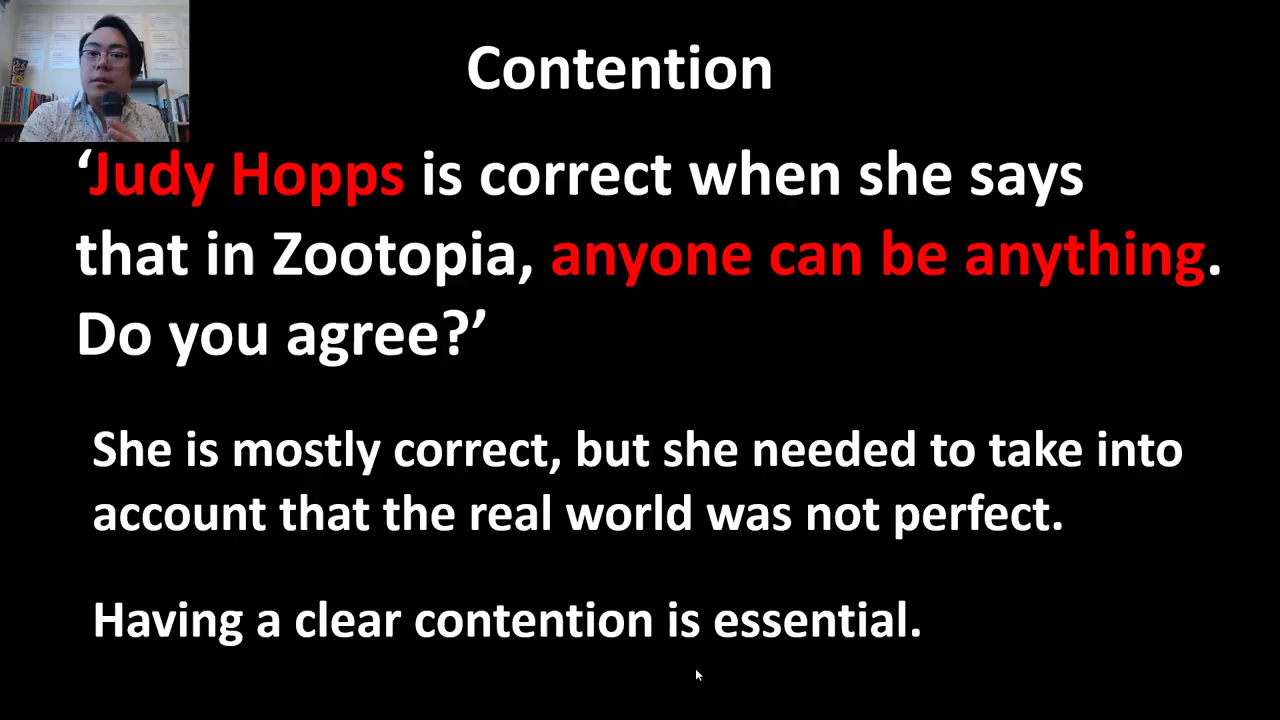 Contention
‘Judy Hopps is correct when she says
that in Zootopia, anyone can be anything.
Do you agree?’
She is mostly correct, but she needed to take into
account that the real world was not perfect.
Having a clear contention is essential.